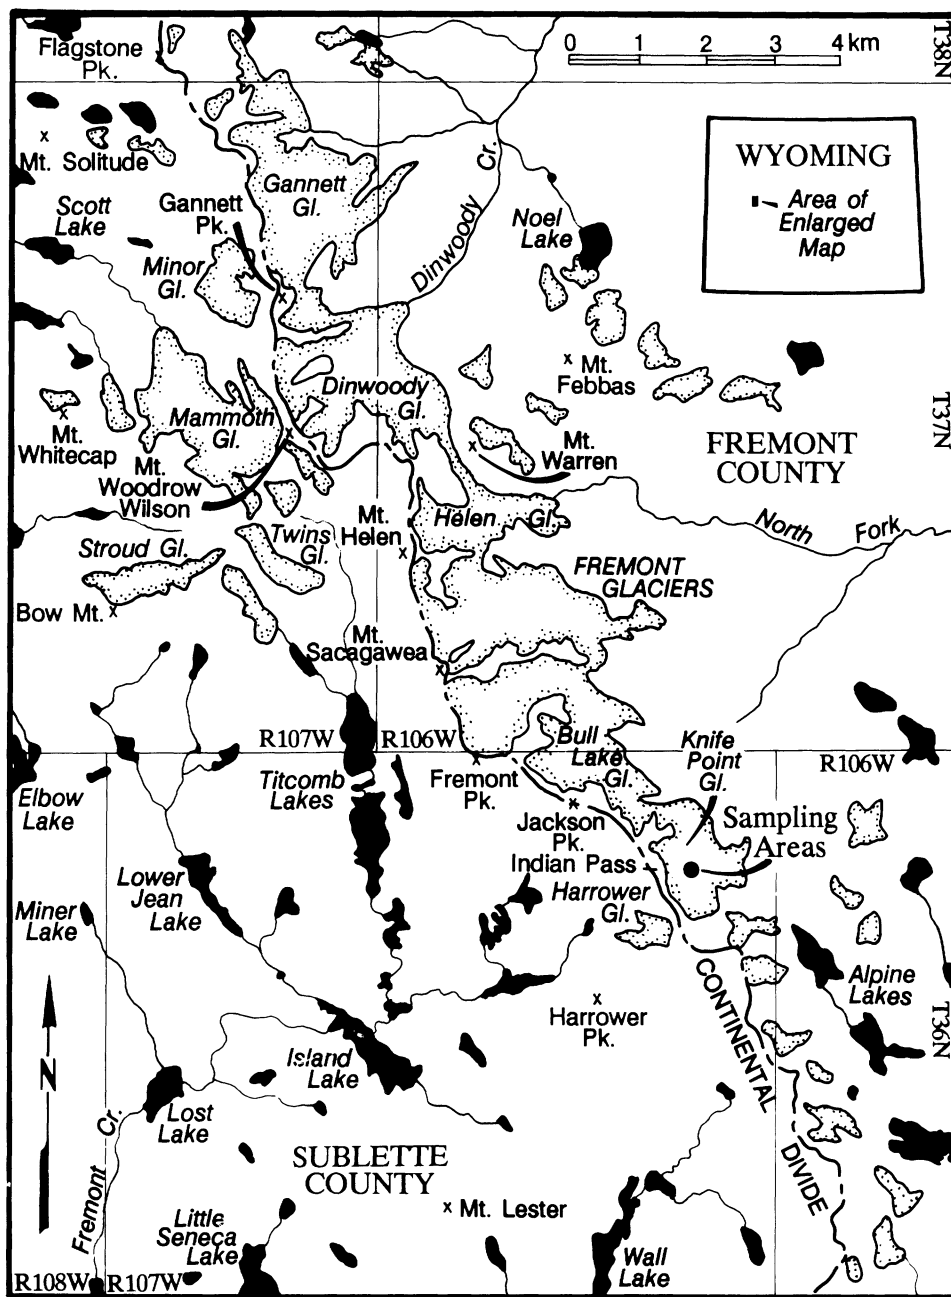 Flagstone
Pk.
0 1 2 3 4 km
T38N
Mt. Solitude
Scott
Lake
Gannett
Pk.
Gannett
Gl.
Minor
Gl.
Dinwoody Cr.
Noel
Lake
WYOMING
Area of
Enlarged
Map
Mt.
Febbas
Mt.
Whitecap
Mammoth
Gl.
Dinwoody
Gl.
Mt.
Woodrow
Wilson
Mt.
Warren
FREMONT
COUNTY
T37N
Stroud Gl.
Twins
Gl.
Mt.
Helen
Helen Gl.
North Fork
FREMONT
GLACIERS
Bow Mt.
Mt.
Sacagawea
R107W
R106W
Bull
Lake
Gl.
Knife
Point
Gl.
R106W
Elbow
Lake
Titcomb
Lakes
Fremont
Pk.
Jackson
Pk.
Sampling
Areas
Indian Pass
Lower
Jean
Lake
Harrower
Gl.
Miner
Lake
Alpine
Lakes
Harrower
Pk.
T36N
N
Island
Lake
CONTINENTAL
DIVIDE
Lost
Lake
Fremont Cr.
SUBLETTE
COUNTY
Mt. Lester
Little
Seneca
Lake
Wall
Lake
R108W
R107W